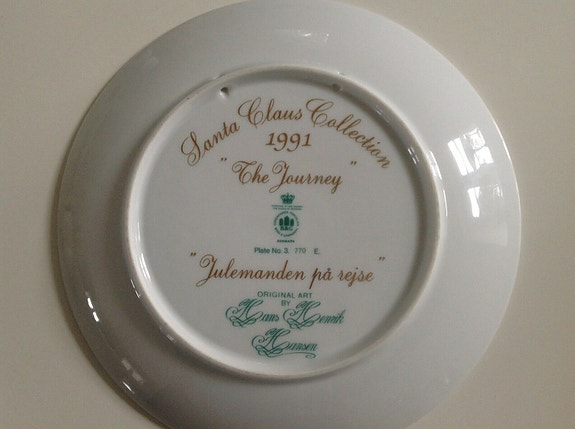 Santa Claus Collection
1991
"The Journey"
B&G
DENMARK
Plate No. 3. 770 E.
"Julemanden på rejse"
ORIGINAL ART
BY
Hans Henrik
Hansen